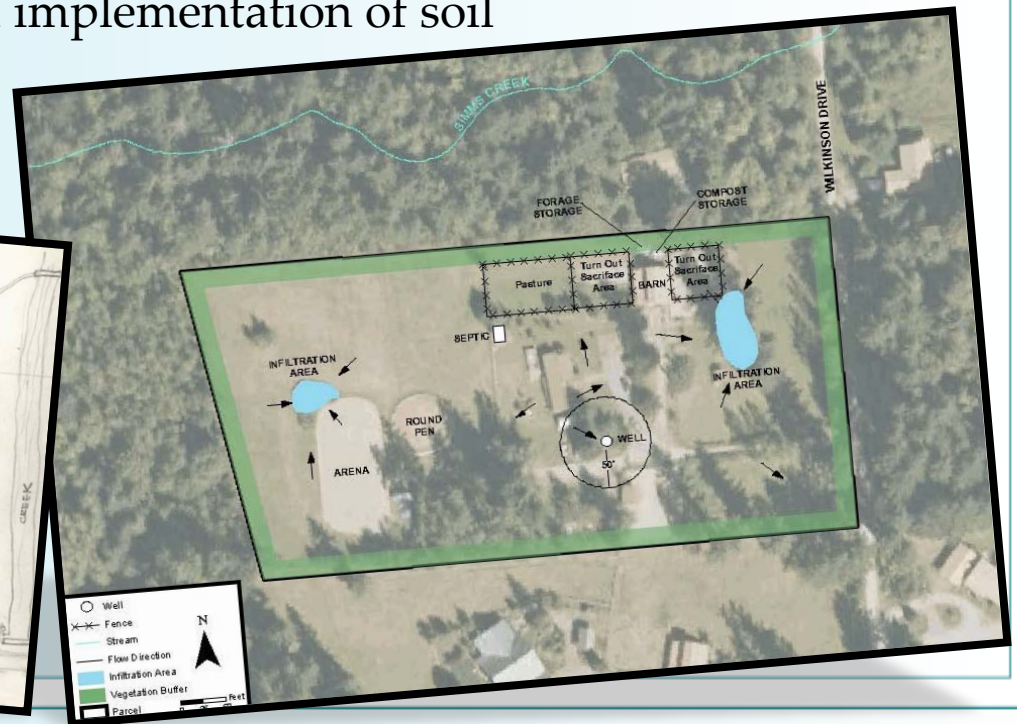 implementation of soil
SIMMS CREEK
WILKINSON DRIVE
FORAGE
STORAGE
COMPOST
STORAGE
Pasture
Turn Out
Sacriface
Area
BARN
Turn Out
Sacriface
Area
SEPTIC
INFILTRATION
AREA
INFILTRATION
AREA
ROUND
PEN
WELL
50'
ARENA
CREEK
Well
Fence
Stream
Flow Direction
Infiltration Area
Vegetation Buffer
Parcel
N
Feet